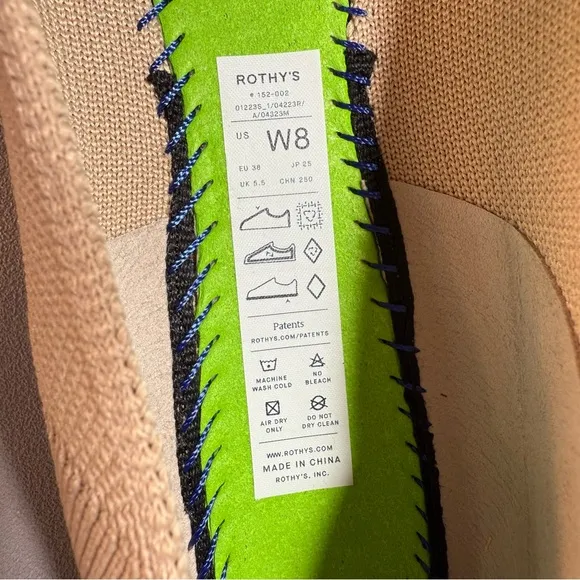 ROTHY'S
# 152-002
01223S_1/04223R/
A/04323M
US W8
EU 38 JP 25
UK 5.5 CHN 250
Patents
ROTHYS.COM/PATENTS
MACHINE WASH COLD NO BLEACH
AIR DRY ONLY DO NOT DRY CLEAN
WWW.ROTHYS.COM
MADE IN CHINA
ROTHY'S, INC.